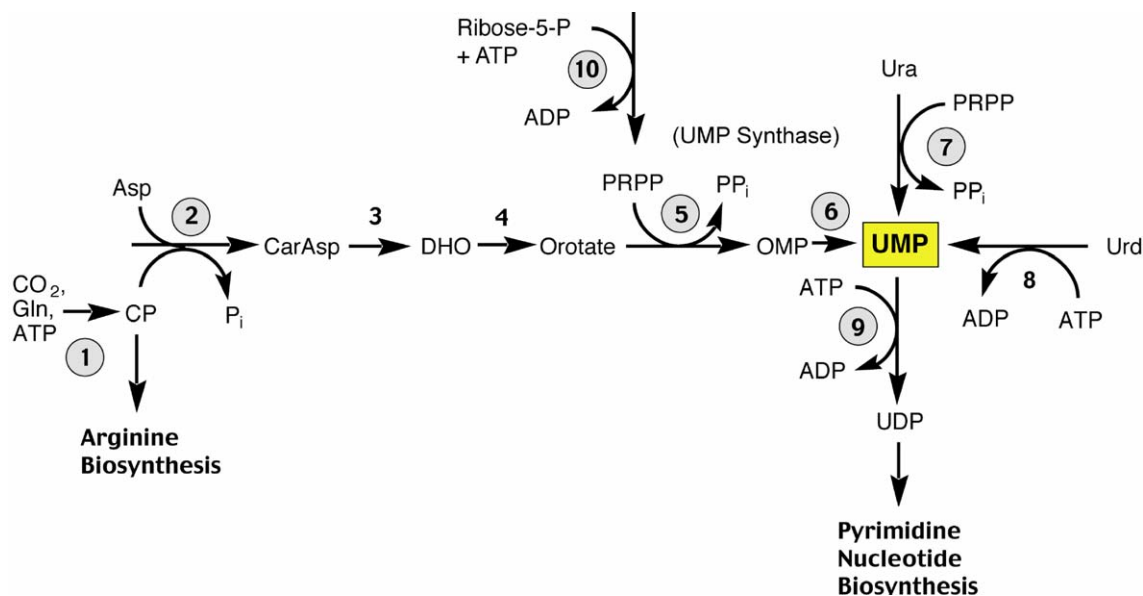 Ribose-5-P
+ ATP
10
ADP
(UMP Synthase)
Ura
PRPP
7
PPi
Asp
2
3
4
PRPP
5
PPi
6
CarAsp
DHO
Orotate
OMP
UMP
Urd
CO2,
Gln,
ATP
CP
Pi
1
ATP
9
ADP
8
ADP
ATP
Arginine
Biosynthesis
UDP
Pyrimidine
Nucleotide
Biosynthesis